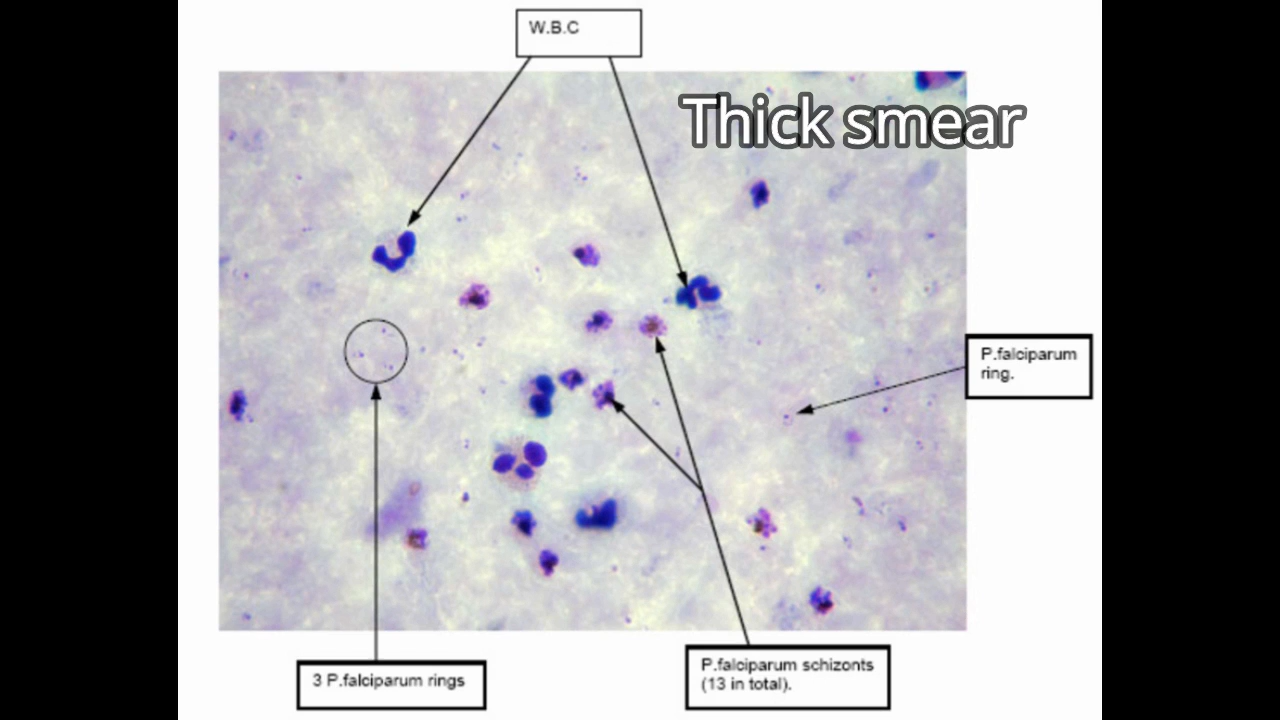 W.B.C
Thick smear
P.falciparum
ring.
3 P.falciparum rings
P.falciparum schizonts
(13 in total).